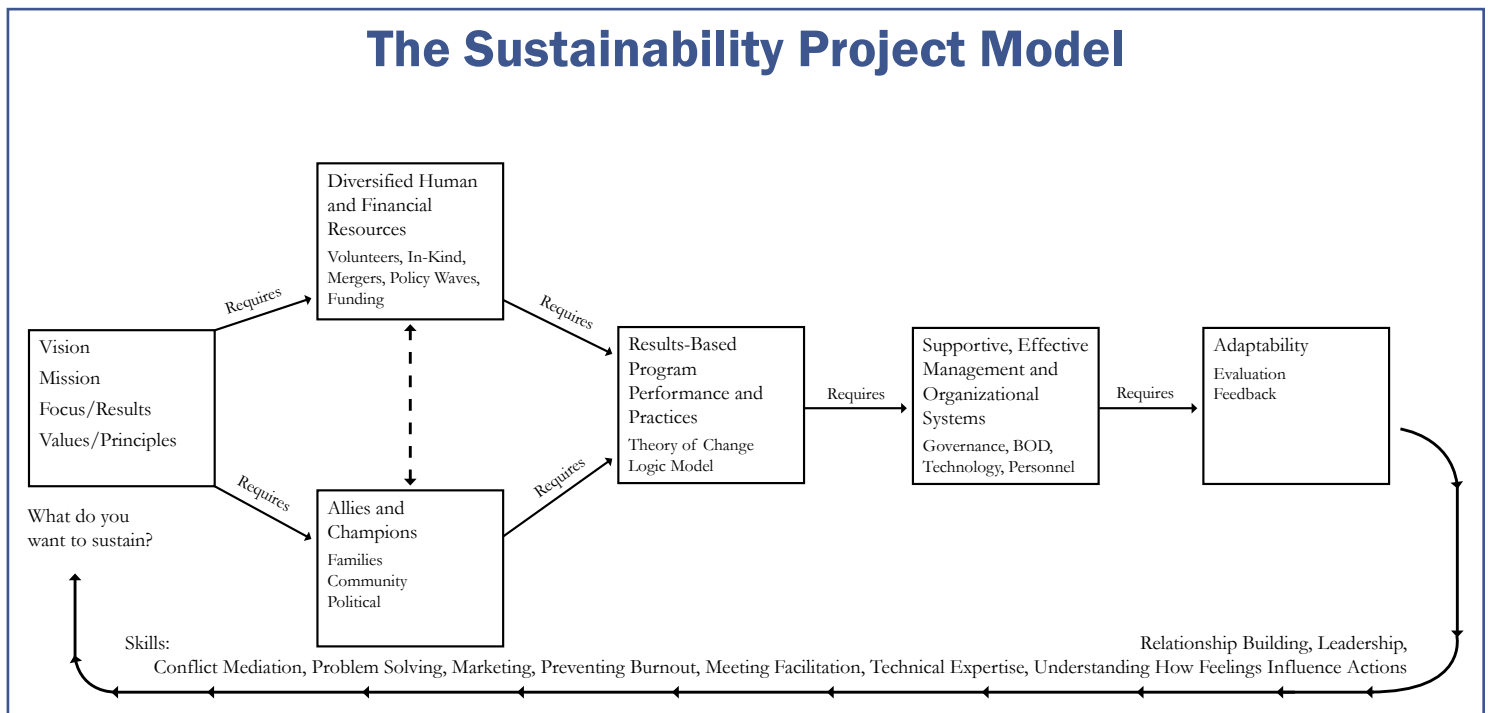 The Sustainability Project Model
Vision
Mission
Focus/Results
Values/Principles
What do you
want to sustain?
Requires
Requires
Diversified Human
and Financial
Resources
Volunteers, In-Kind,
Mergers, Policy Waves,
Funding
Allies and
Champions
Families
Community
Political
Requires
Requires
Results-Based
Program
Performance and
Practices
Theory of Change
Logic Model
Requires
Supportive, Effective
Management and
Organizational
Systems
Governance, BOD,
Technology, Personnel
Requires
Adaptability
Evaluation
Feedback
Skills:
Relationship Building, Leadership,
Conflict Mediation, Problem Solving, Marketing, Preventing Burnout, Meeting Facilitation, Technical Expertise, Understanding How Feelings Influence Actions